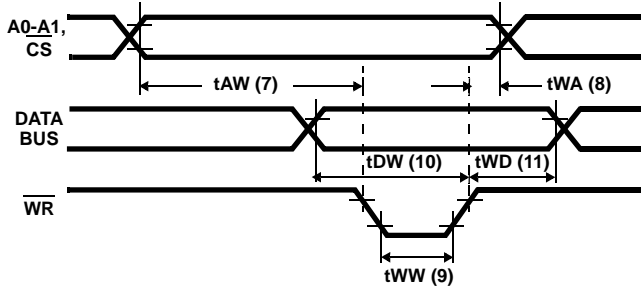 A0-A1,
CS
tAW (7)
tWA (8)
DATA
BUS
tDW (10)
tWD (11)
WR
tWW (9)